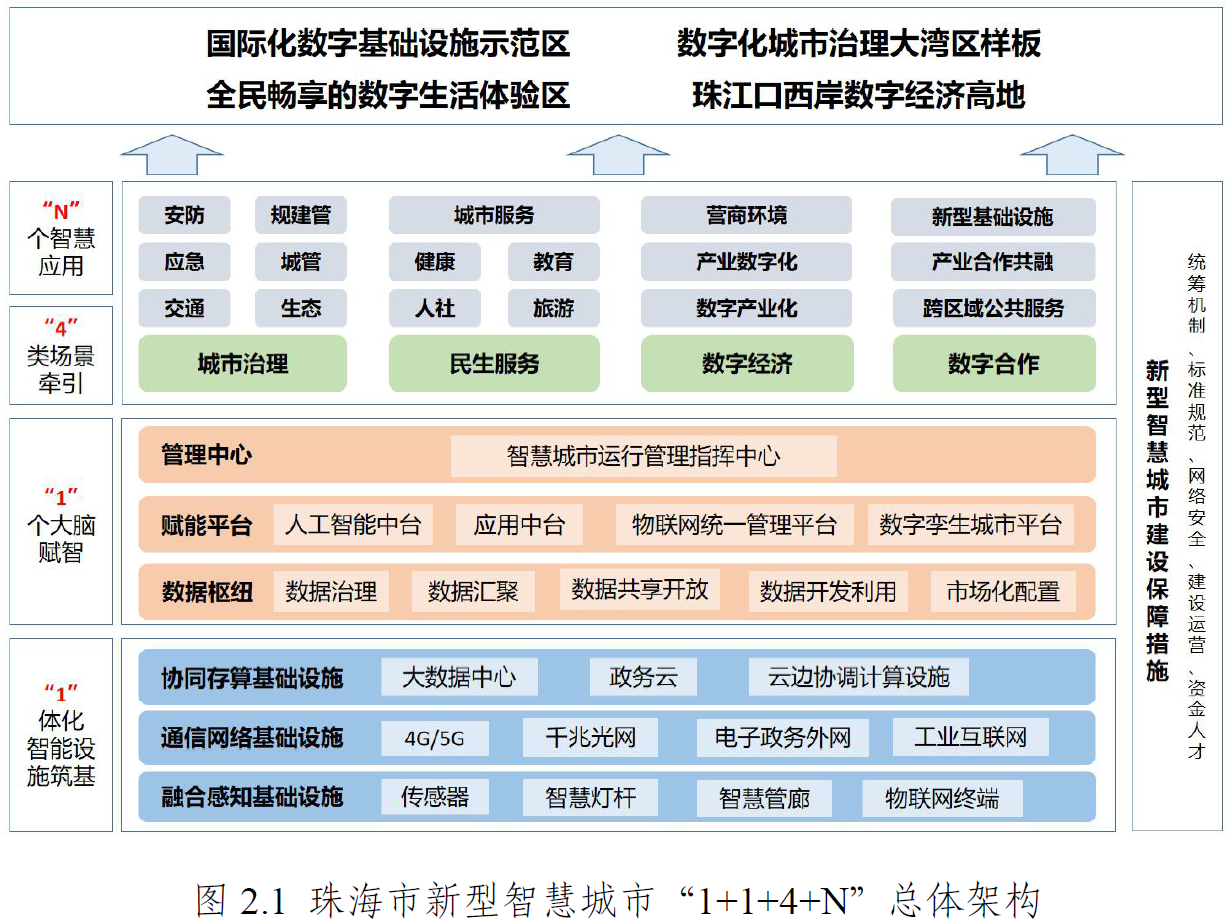 国际化数字基础设施示范区 数字化城市治理大湾区样板
全民畅享的数字生活体验区 珠江口西岸数字经济高地
“N”
个智慧
应用
安防 规建管 城市服务 营商环境 新型基础设施
应急 城管 健康 教育 产业数字化 产业合作共融
交通 生态 人社 旅游 数字产业化 跨区域公共服务
“4”
类场景
牵引
城市治理 民生服务 数字经济 数字合作
“1”
个大脑
赋智
管理中心 智慧城市运行管理指挥中心
赋能平台 人工智能中台 应用中台 物联网统一管理平台 数字孪生城市平台
数据枢纽 数据治理 数据汇聚 数据共享开放 数据开发利用 市场化配置
“1”
体化
智能设
施筑基
协同存算基础设施 大数据中心 政务云 云边协调计算设施
通信网络基础设施 4G/5G 千兆光网 电子政务外网 工业互联网
融合感知基础设施 传感器 智慧灯杆 智慧管廊 物联网终端
新型智慧城市建设保障措施
统筹机制、标准规范、网络安全、建设运营、资金人才
图 2.1 珠海市新型智慧城市“1+1+4+N”总体架构